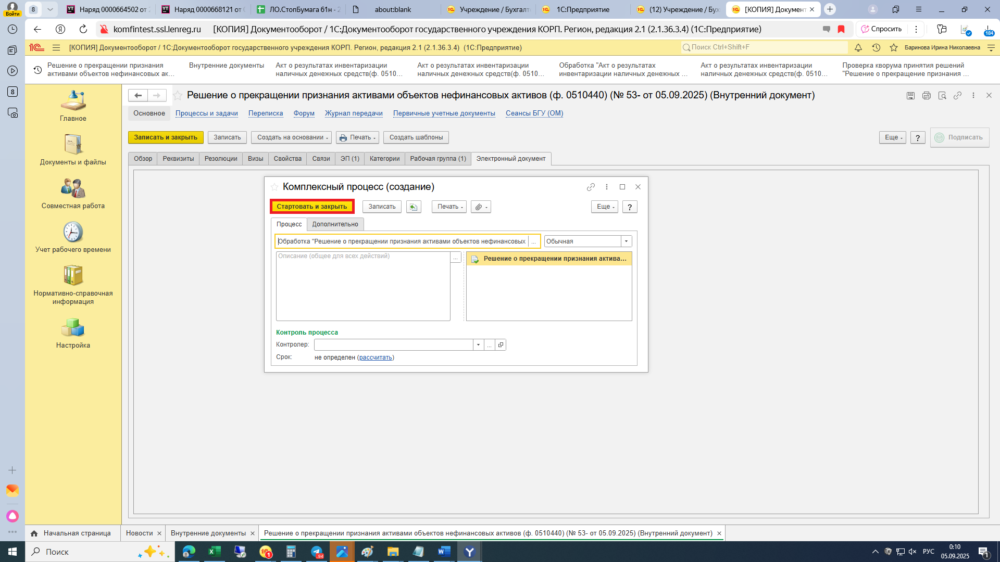 Войти
8
Наряд 0000664502 от 2
Наряд 0000668121 от 0
ЛО.СтопБумага 61н - 2
about:blank
Учреждение / Бухгалт
1С:Предприятие
(12) Учреждение / Бух
[КОПИЯ] Документ
komfintest.ssl.lenreg.ru
[КОПИЯ] Документооборот / 1С:Документооборот государственного учреждения КОРП. Регион, редакция 2.1 (2.1.36.3.4) (1С:Предприятие)
Спросить
184
[КОПИЯ] Документооборот / 1С:Документооборот государственного учреждения КОРП. Регион, редакция 2.1 (2.1.36.3.4) (1С:Предприятие)
Поиск Ctrl+Shift+F
Баринова Ирина Николаевна
Решение о прекращении признания
активами объектов нефинансовых ак...
Внутренние документы
Акт о результатах инвентаризации
наличных денежных средств(ф. 0510...
Акт о результатах инвентаризации
наличных денежных средств(ф. 0510...
Обработка "Акт о результатах
инвентаризации наличных денежных ...
Акт о результатах инвентаризации
наличных денежных средств(ф. 0510...
Проверка кворума принятия решений
"Решение о прекращение признания ...
8
Главное
Документы и файлы
Совместная работа
Учет рабочего времени
Нормативно-справочная
информация
Настройка
Решение о прекращении признания активами объектов нефинансовых активов (ф. 0510440) (№ 53- от 05.09.2025) (Внутренний документ)
Основное
Процессы и задачи
Переписка
Форум
Журнал передачи
Первичные учетные документы
Сеансы БГУ (ОМ)
Записать и закрыть
Записать
Создать на основании
Печать
Создать шаблоны
Еще
?
Подписать
Обзор
Реквизиты
Резолюции
Визы
Свойства
Связи
ЭП (1)
Категории
Рабочая группа (1)
Электронный документ
Комплексный процесс (создание)
Стартовать и закрыть
Записать
Печать
Еще
?
Процесс
Дополнительно
Обработка "Решение о прекращении признания активами объектов нефинансовых
...
Обычная
Описание (общее для всех действий)
...
Решение о прекращении признания актива...
Контроль процесса
Контролер:
...
Срок:
не определен (рассчитать)
Начальная страница
Новости
Внутренние документы
Решение о прекращении признания активами объектов нефинансовых активов (ф. 0510440) (№ 53- от 05.09.2025) (Внутренний документ)
Поиск
1
94
РУС
0:10
05.09.2025
1